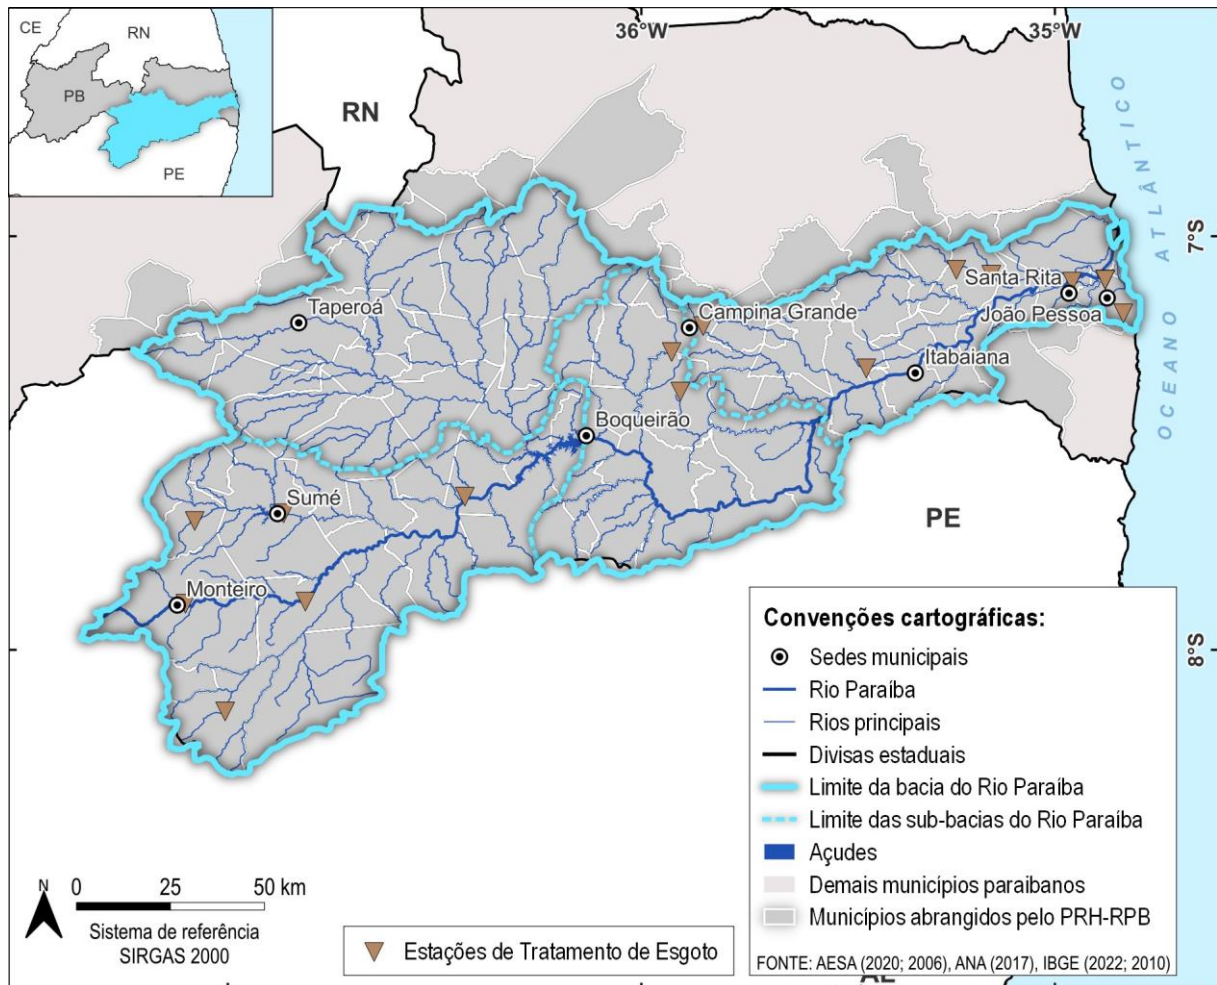 CE
RN
PB
PE
36°W
35°W
RN
7°S
OCEANO ATLÂNTICO
Taperoá
Santa Rita
Campina Grande
João Pessoa
Itabaiana
Boqueirão
Sumé
PE
Monteiro
8°S
Convenções cartográficas:
Sedes municipais
Rio Paraíba
Rios principais
Divisas estaduais
Limite da bacia do Rio Paraíba
Limite das sub-bacias do Rio Paraíba
Açudes
Demais municípios paraibanos
Municípios abrangidos pelo PRH-RPB
FONTE: AESA (2020; 2006), ANA (2017), IBGE (2022; 2010)
N
0 25 50 km
Sistema de referência
SIRGAS 2000
Estações de Tratamento de Esgoto